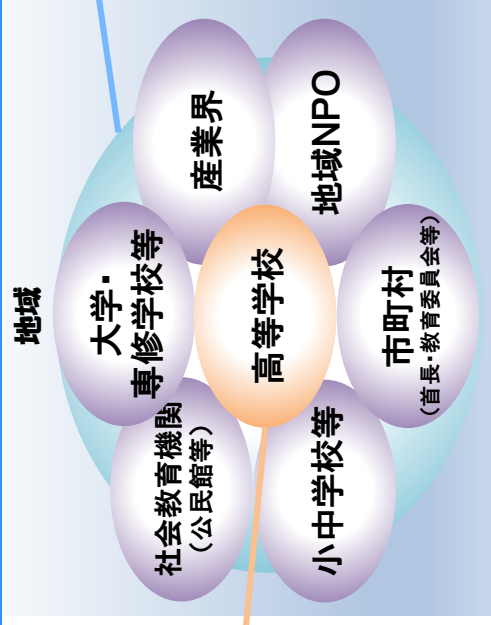 地域
大学・
専修学校等
社会教育機関
（公民館等）
産業界
高等学校
小中学校等
地域NPO
市町村
（首長・教育委員会等）